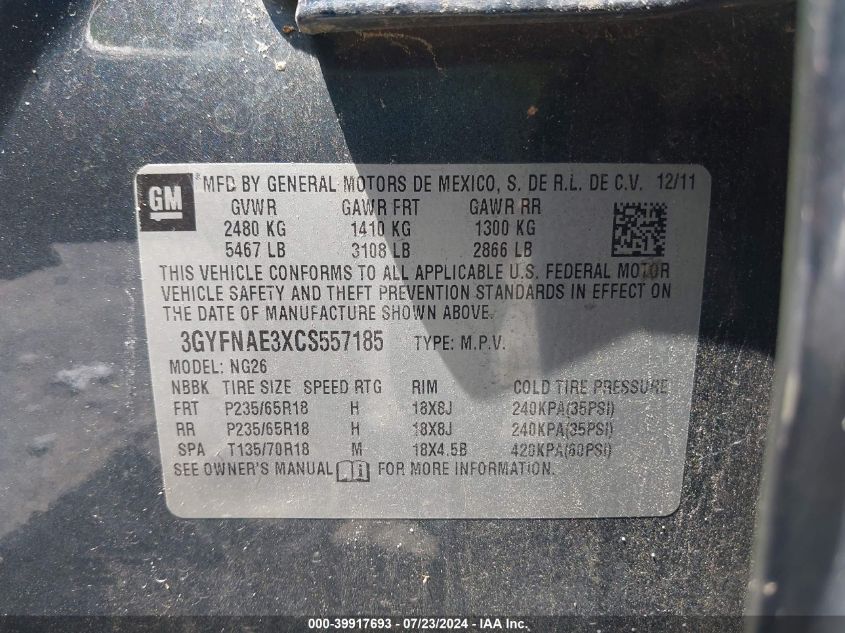 GM ® MFD BY GENERAL MOTORS DE MEXICO, S. DE R.L. DE C.V. 12/11
GVWR GAWR FRT GAWR RR
2480 KG 1410 KG 1300 KG
5467 LB 3108 LB 2866 LB
THIS VEHICLE CONFORMS TO ALL APPLICABLE U.S. FEDERAL MOTOR
VEHICLE SAFETY AND THEFT PREVENTION STANDARDS IN EFFECT ON
THE DATE OF MANUFACTURE SHOWN ABOVE.
3GYFNAE3XCS557185 TYPE: M.P.V.
MODEL: NG26
NBBK TIRE SIZE SPEED RTG RIM COLD TIRE PRESSURE
FRT P235/65R18 H 18X8J 240KPA(35PSI)
RR P235/65R18 H 18X8J 240KPA(35PSI)
SPA T135/70R18 M 18X4.5B 420KPA(60PSI)
SEE OWNER'S MANUAL FOR MORE INFORMATION.
000-39917693 - 07/23/2024 - IAA Inc.